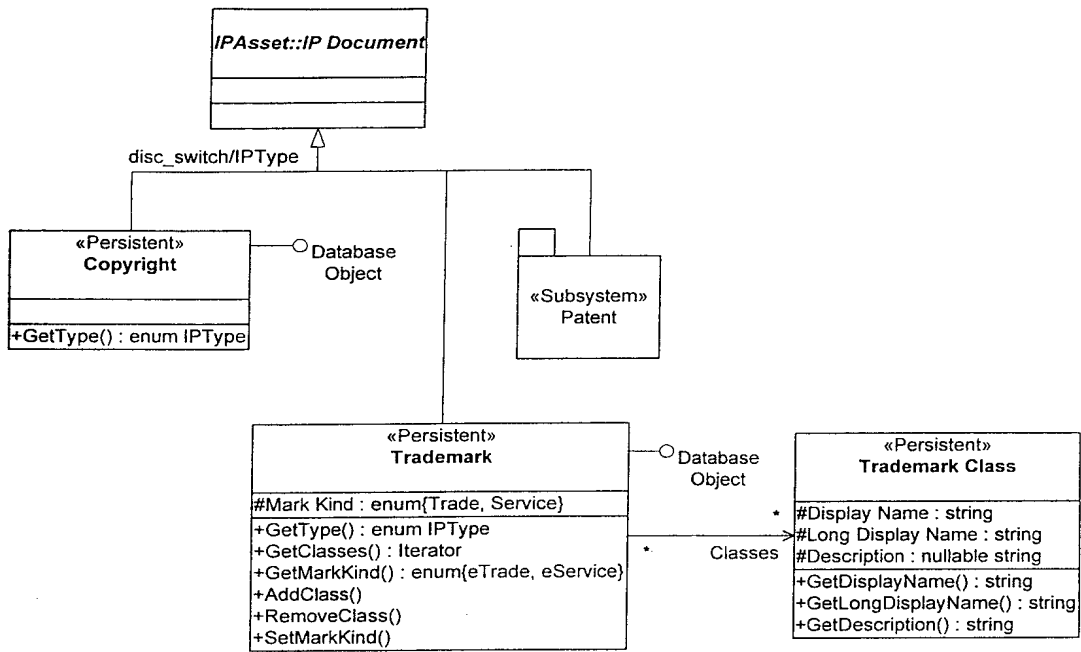 IPAsset::IP Document
disc_switch/IPType
«Persistent»
Copyright
+GetType() : enum IPType
Database
Object
«Subsystem»
Patent
«Persistent»
Trademark
#Mark Kind : enum{Trade, Service}
+GetType() : enum IPType
+GetClasses() : Iterator
+GetMarkKind() : enum{eTrade, eService}
+AddClass()
+RemoveClass()
+SetMarkKind()
Database
Object
*
*
Classes
«Persistent»
Trademark Class
#Display Name : string
#Long Display Name : string
#Description : nullable string
+GetDisplayName() : string
+GetLongDisplayName() : string
+GetDescription() : string